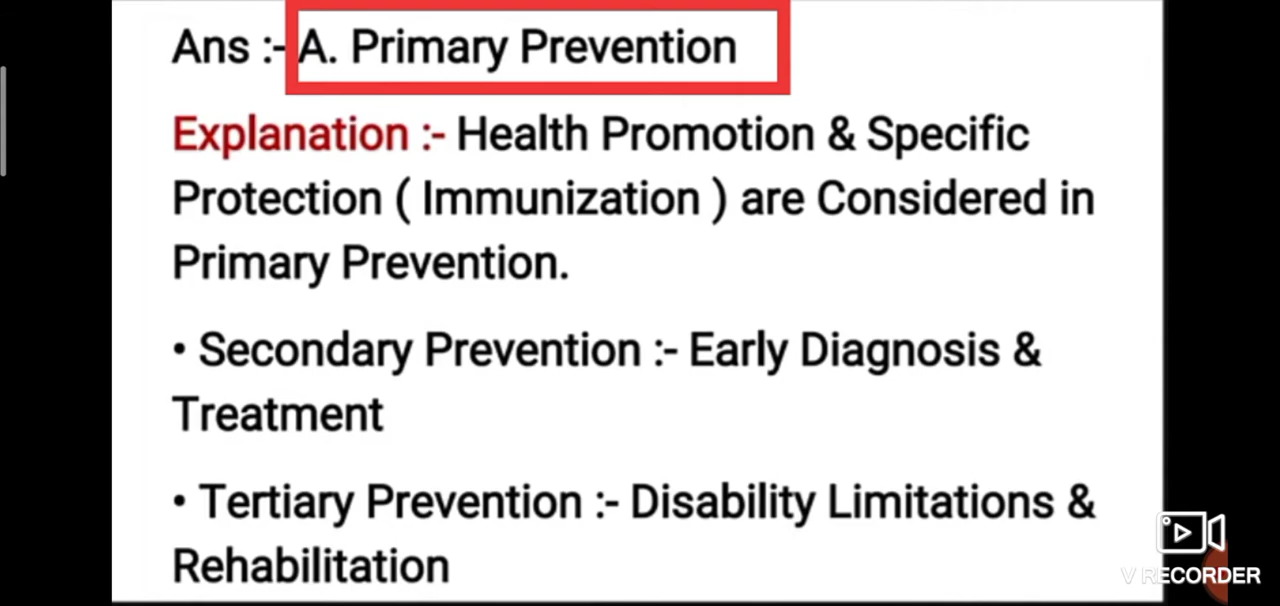 Ans :- A. Primary Prevention
Explanation :- Health Promotion & Specific
Protection ( Immunization ) are Considered in
Primary Prevention.
• Secondary Prevention :- Early Diagnosis &
Treatment
• Tertiary Prevention :- Disability Limitations &
Rehabilitation
V RECORDER